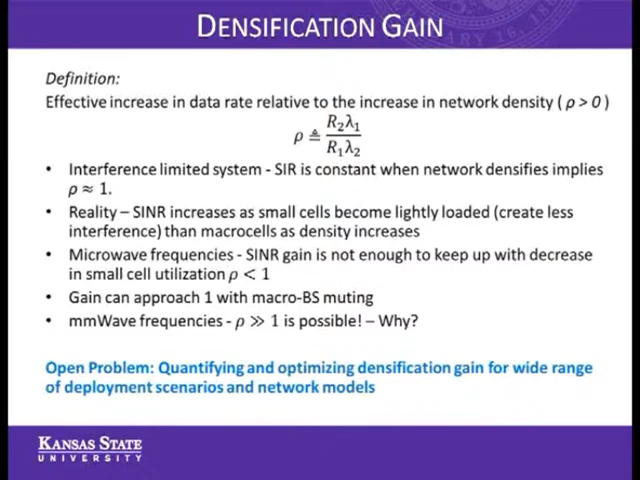 DENSIFICATION GAIN
Definition:
Effective increase in data rate relative to the increase in network density ( ρ > 0 )
ρ ≜ R₂λ₁ / R₁λ₂
• Interference limited system - SIR is constant when network densifies implies
ρ ≈ 1.
• Reality – SINR increases as small cells become lightly loaded (create less
interference) than macrocells as density increases
• Microwave frequencies - SINR gain is not enough to keep up with decrease
in small cell utilization ρ < 1
• Gain can approach 1 with macro-BS muting
• mmWave frequencies - ρ ≫ 1 is possible! – Why?
Open Problem: Quantifying and optimizing densification gain for wide range
of deployment scenarios and network models
KANSAS STATE
UNIVERSITY